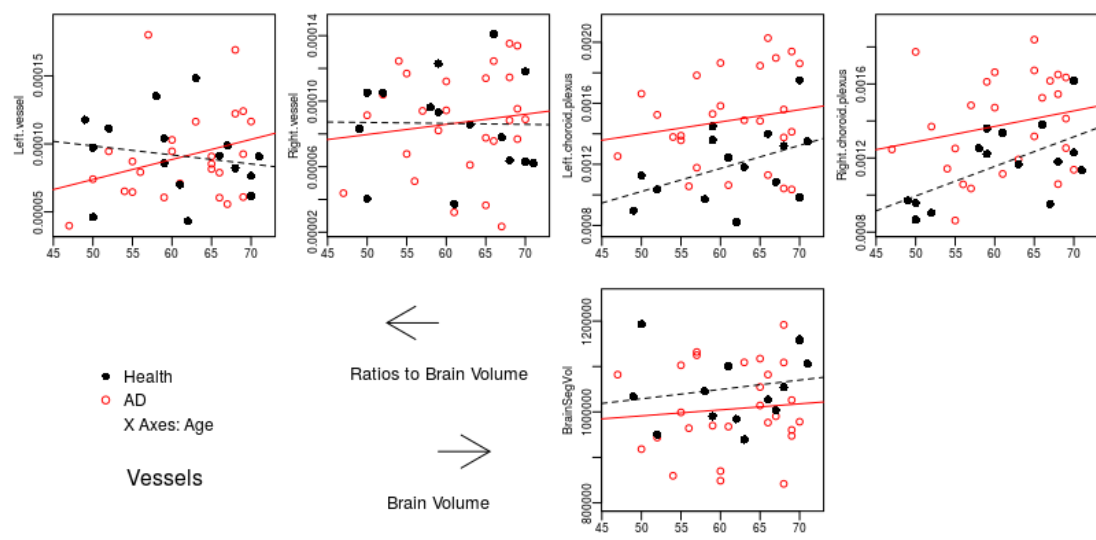 Left.vessel
0.00005 0.00010 0.00015
45 50 55 60 65 70
Right.vessel
0.00002 0.00006 0.00010 0.00014
45 50 55 60 65 70
Left.choroid.plexus
0.0008 0.0012 0.0016 0.0020
45 50 55 60 65 70
Right.choroid.plexus
0.0008 0.0012 0.0016
45 50 55 60 65 70
Health
AD
X Axes: Age
Vessels
Ratios to Brain Volume
Brain Volume
BrainSegVol
800000 1000000 1200000
45 50 55 60 65 70